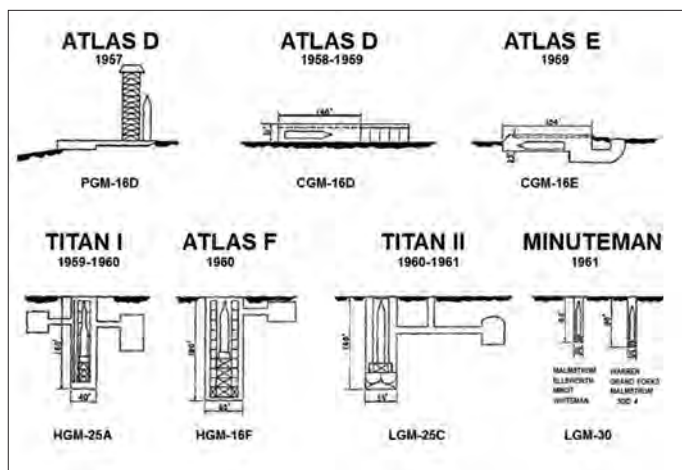 ATLAS D
1957
PGM-16D
ATLAS D
1958-1959
CGM-16D
ATLAS E
1959
CGM-16E
TITAN I
1959-1960
160'
40'
HGM-25A
ATLAS F
1960
180'
HGM-16F
TITAN II
1960-1961
LGM-25C
MINUTEMAN
1961
MALMSTROM
ELLSWORTH
MINOT
WHITEMAN
WARREN
GRAND FORKS
MALMSTROM
SQD 4
LGM-30